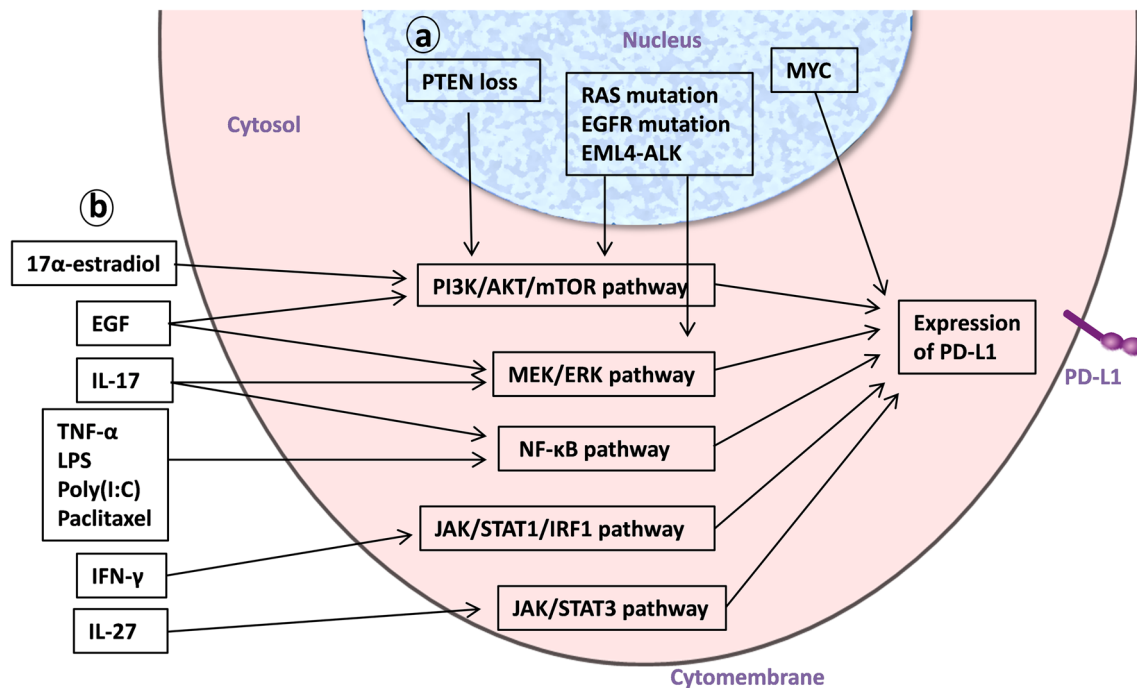 a
Nucleus
PTEN loss
RAS mutation
EGFR mutation
EML4-ALK
MYC
Cytosol
b
17α-estradiol
EGF
IL-17
TNF-α
LPS
Poly(I:C)
Paclitaxel
IFN-γ
IL-27
PI3K/AKT/mTOR pathway
MEK/ERK pathway
NF-κB pathway
JAK/STAT1/IRF1 pathway
JAK/STAT3 pathway
Expression
of PD-L1
PD-L1
Cytomembrane